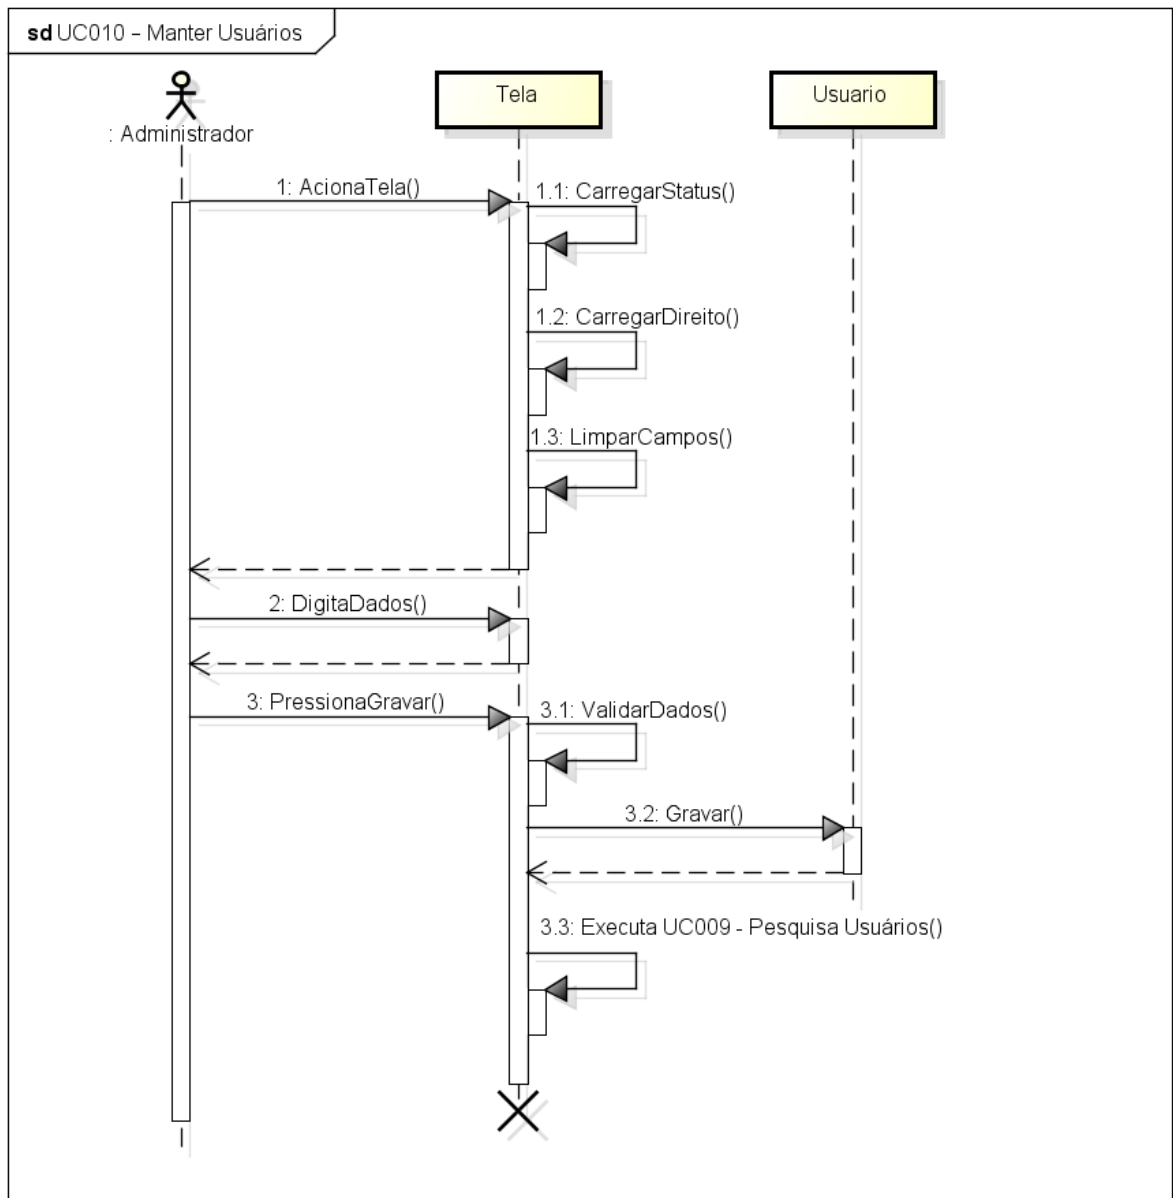 sd UC010 – Manter Usuários
: Administrador
Tela
Usuario
1: AcionaTela()
1.1: CarregarStatus()
1.2: CarregarDireito()
1.3: LimparCampos()
2: DigitaDados()
3: PressionaGravar()
3.1: ValidarDados()
3.2: Gravar()
3.3: Executa UC009 - Pesquisa Usuários()